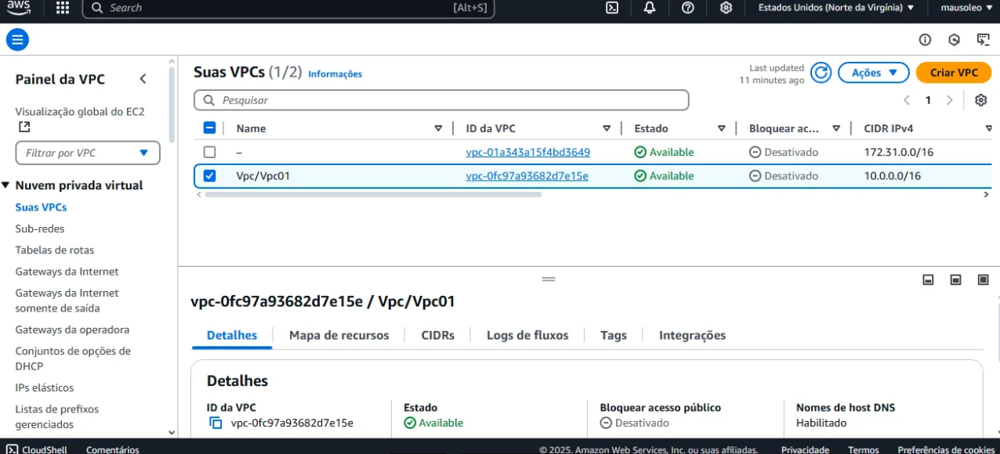 aws Search [Alt+S] Estados Unidos (Norte da Virgínia) mausoleo
Painel da VPC
Visualização global do EC2
Filtrar por VPC
Nuvem privada virtual
Suas VPCs
Sub-redes
Tabelas de rotas
Gateways da Internet
Gateways da Internet
somente de saída
Gateways da operadora
Conjuntos de opções de
DHCP
IPs elásticos
Listas de prefixos
gerenciados
Suas VPCs (1/2) Informações
Last updated
11 minutes ago
Ações
Criar VPC
Pesquisar
1
Name ID da VPC Estado Bloquear ac... CIDR IPv4
– vpc-01a343a15f4bd3649 Available Desativado 172.31.0.0/16
Vpc/Vpc01 vpc-0fc97a93682d7e15e Available Desativado 10.0.0.0/16
vpc-0fc97a93682d7e15e / Vpc/Vpc01
Detalhes Mapa de recursos CIDRs Logs de fluxos Tags Integrações
Detalhes
ID da VPC
vpc-0fc97a93682d7e15e
Estado
Available
Bloquear acesso público
Desativado
Nomes de host DNS
Habilitado
CloudShell Comentários © 2025, Amazon Web Services, Inc. ou suas afiliadas. Privacidade Termos Preferências de cookies